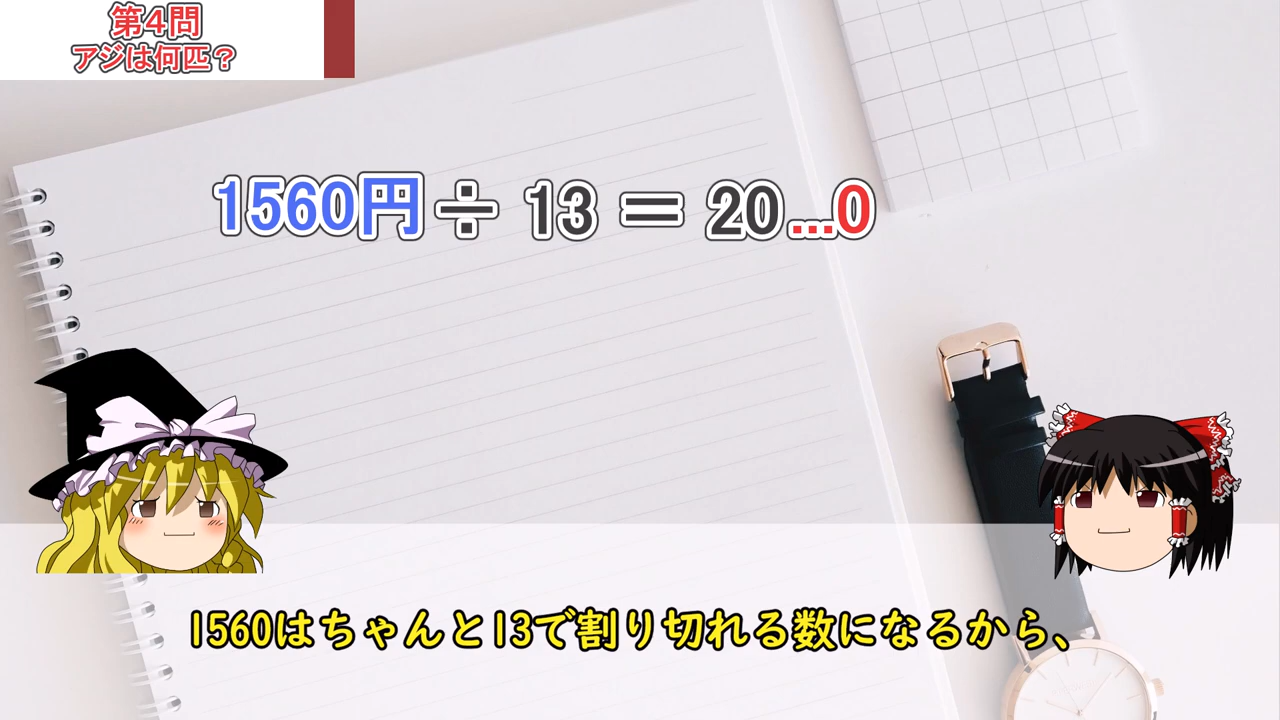 第4問
アジは何匹？
1560円÷ 13 ＝ 20...0
1560はちゃんと13で割り切れる数になるから、